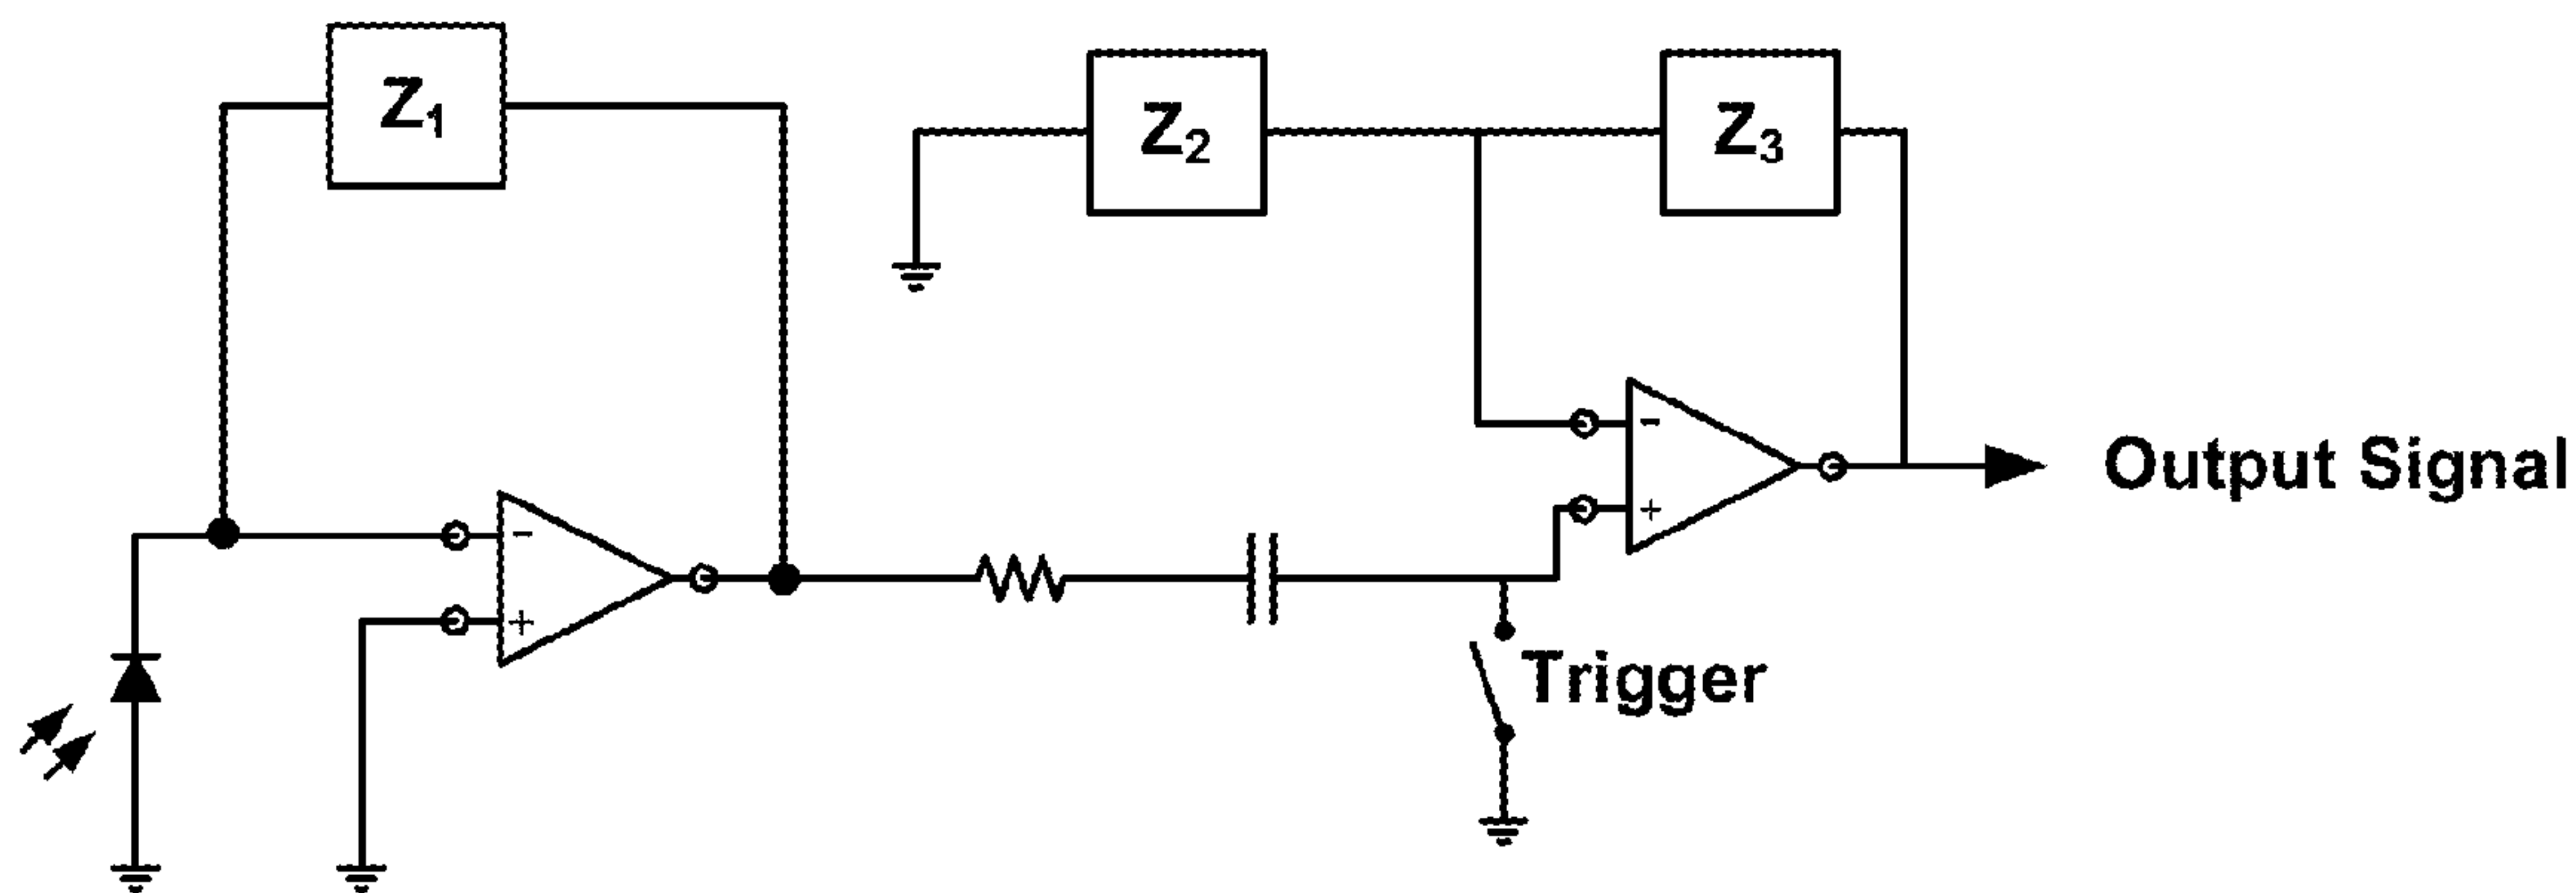 Z₁
Z₂
Z₃
-
+
-
+
Output Signal
Trigger